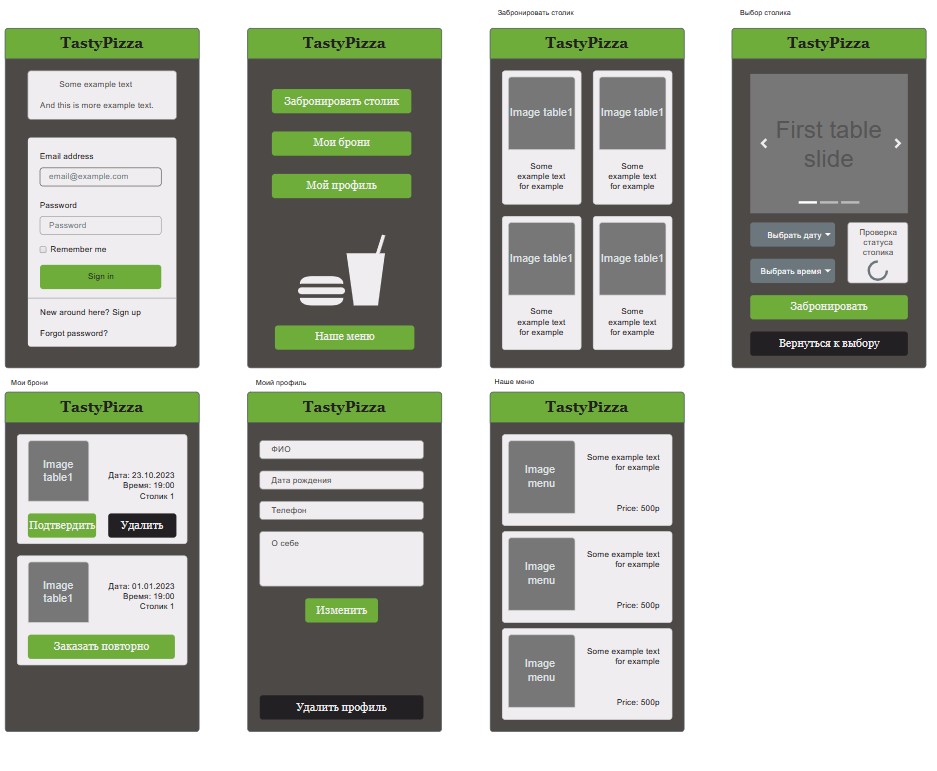 Забронировать столик
Выбор столика
TastyPizza
Some example text
And this is more example text.
Email address
email@example.com
Password
Password
Remember me
Sign in
New around here? Sign up
Forgot password?
TastyPizza
Забронировать столик
Мои брони
Мой профиль
Наше меню
TastyPizza
Image table1
Some
example text
for example
Image table1
Some
example text
for example
Image table1
Some
example text
for example
Image table1
Some
example text
for example
TastyPizza
First table
slide
Выбрать дату
Выбрать время
Проверка
статуса
столика
Забронировать
Вернуться к выбору
Мои брони
TastyPizza
Image
table1
Дата: 23.10.2023
Время: 19:00
Столик 1
Подтвердить
Удалить
Image
table1
Дата: 01.01.2023
Время: 19:00
Столик 1
Заказать повторно
Моий профиль
TastyPizza
ФИО
Дата рождения
Телефон
О себе
Изменить
Удалить профиль
Наше меню
TastyPizza
Image
menu
Some example text
for example
Price: 500р
Image
menu
Some example text
for example
Price: 500р
Image
menu
Some example text
for example
Price: 500р